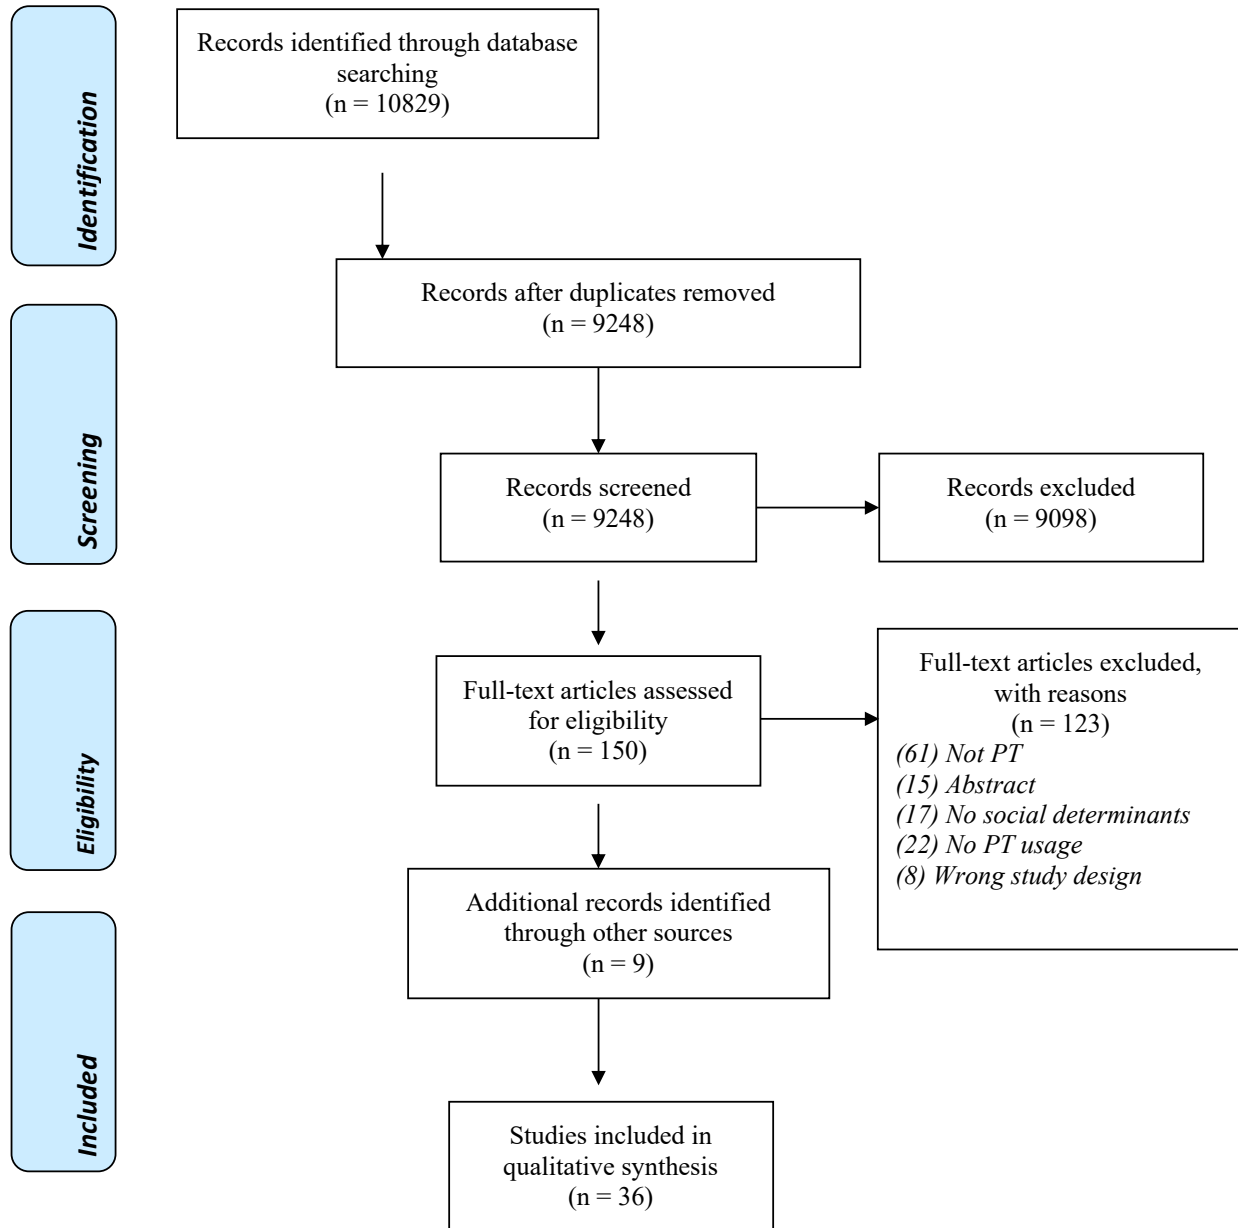 Identification
Records identified through database
searching
(n = 10829)
Records after duplicates removed
(n = 9248)
Screening
Records screened
(n = 9248)
Records excluded
(n = 9098)
Eligibility
Full-text articles assessed
for eligibility
(n = 150)
Full-text articles excluded,
with reasons
(n = 123)
(61) Not PT
(15) Abstract
(17) No social determinants
(22) No PT usage
(8) Wrong study design
Additional records identified
through other sources
(n = 9)
Included
Studies included in
qualitative synthesis
(n = 36)